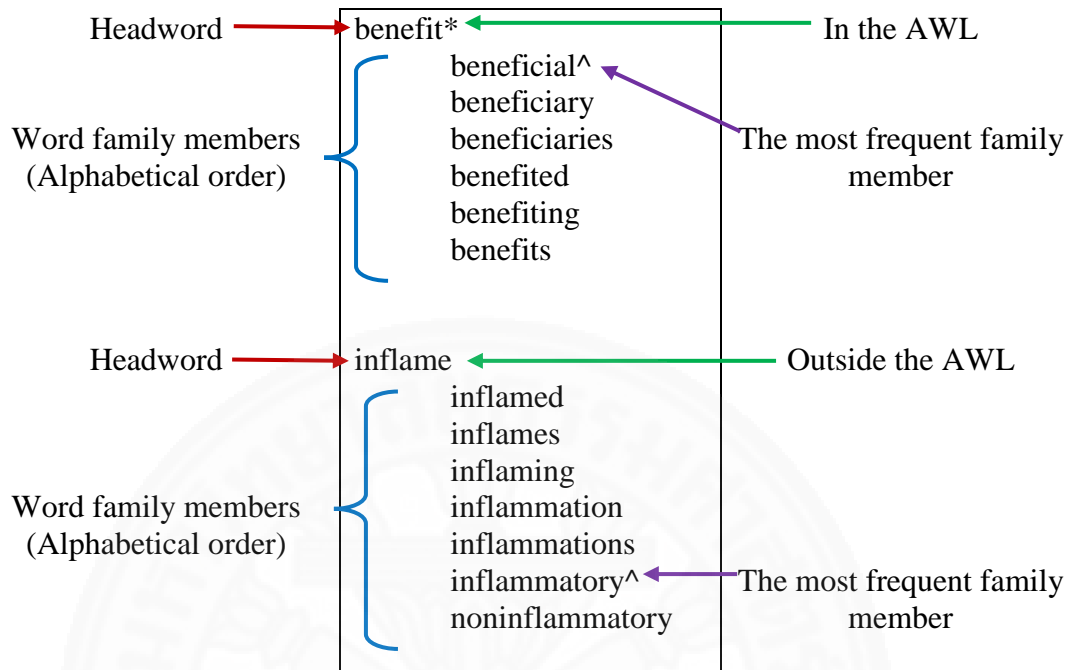 Headword benefit* In the AWL
beneficial^
beneficiary
Word family members beneficiaries The most frequent family
(Alphabetical order) benefited member
benefiting
benefits
Headword inflame Outside the AWL
inflamed
inflames
inflaming
Word family members inflammation
(Alphabetical order) inflammations
inflammatory^ The most frequent family
noninflammatory member